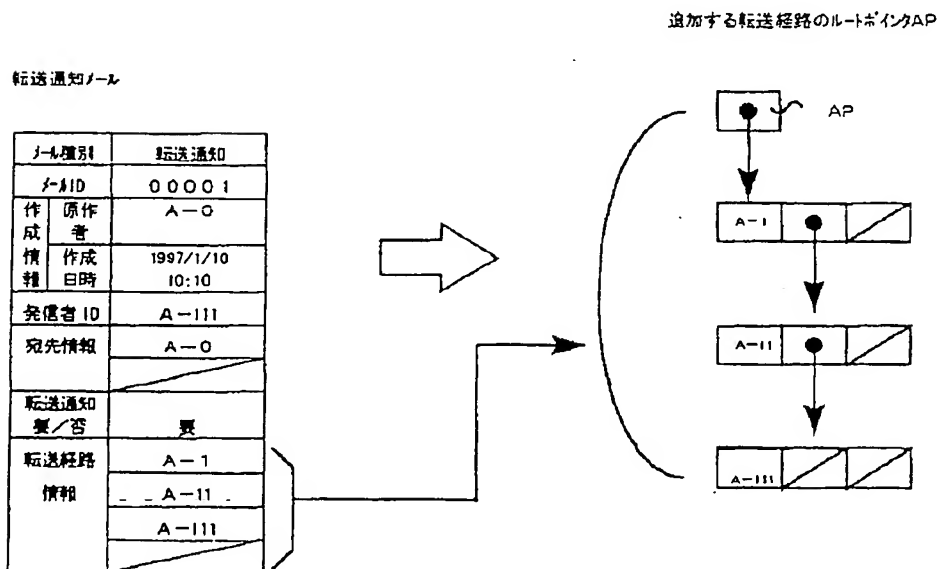 追加する転送経路のルートポインタAP
転送通知メール
メール種別 転送通知
メールID 00001
作成情報 原作者 A-0
作成日時 1997/1/10
10:10
発信者ID A-111
宛先情報 A-0
転送通知
要／否 要
転送経路 A-1
情報 A-11
A-111
AP
A-1
A-11
A-111